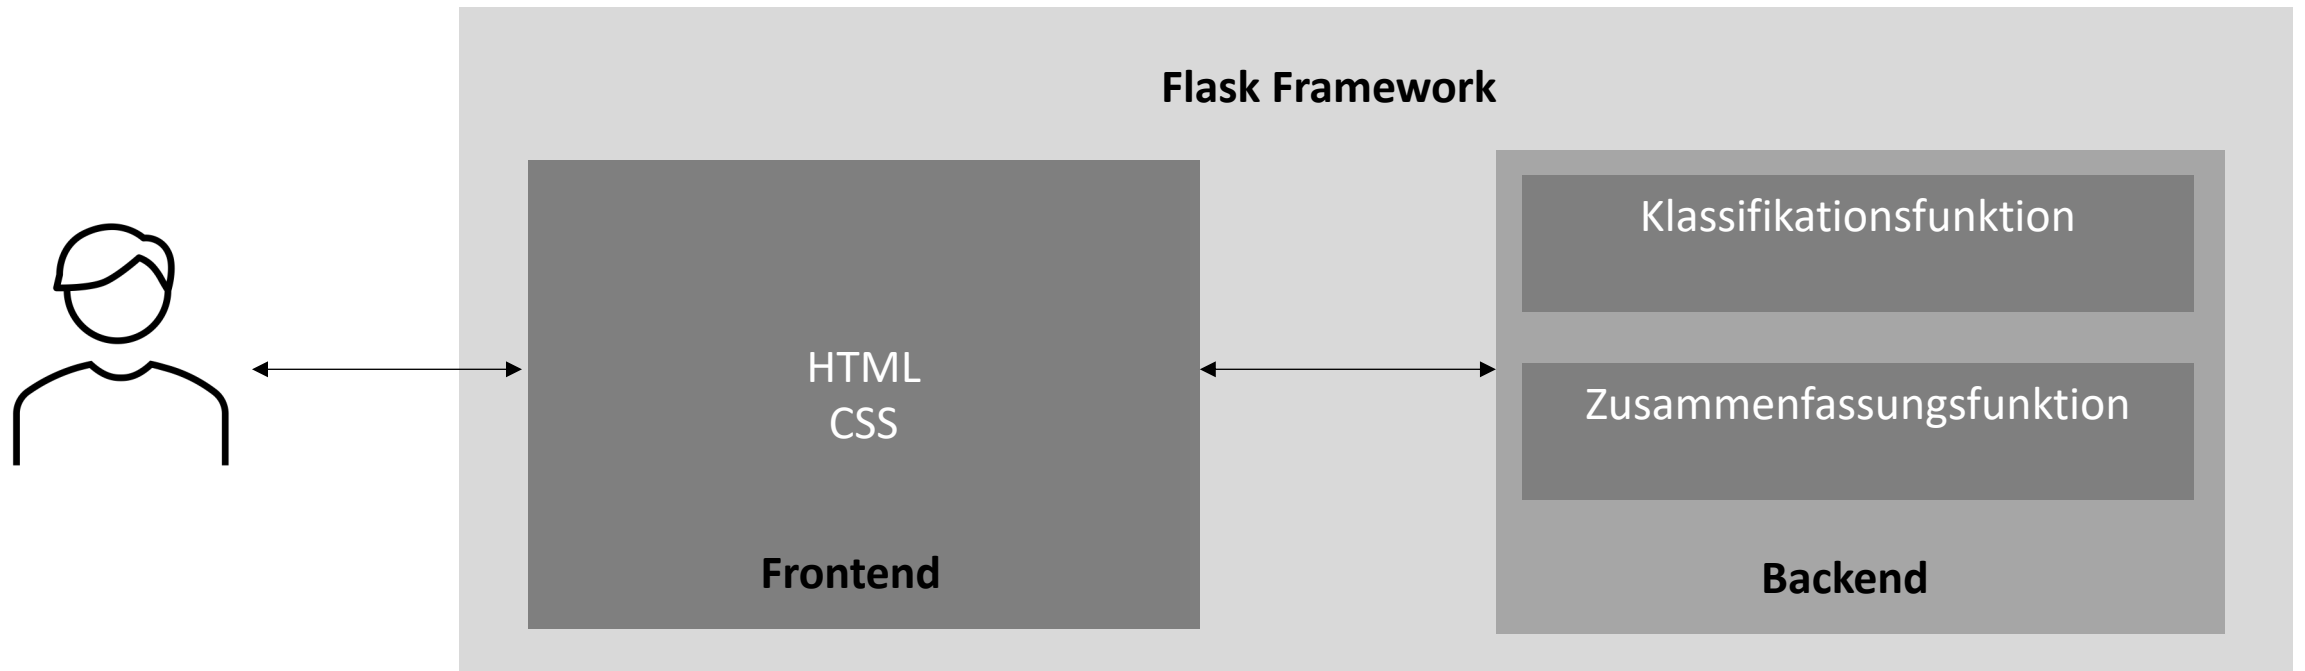 Flask Framework
HTML
CSS
Frontend
Klassifikationsfunktion
Zusammenfassungsfunktion
Backend